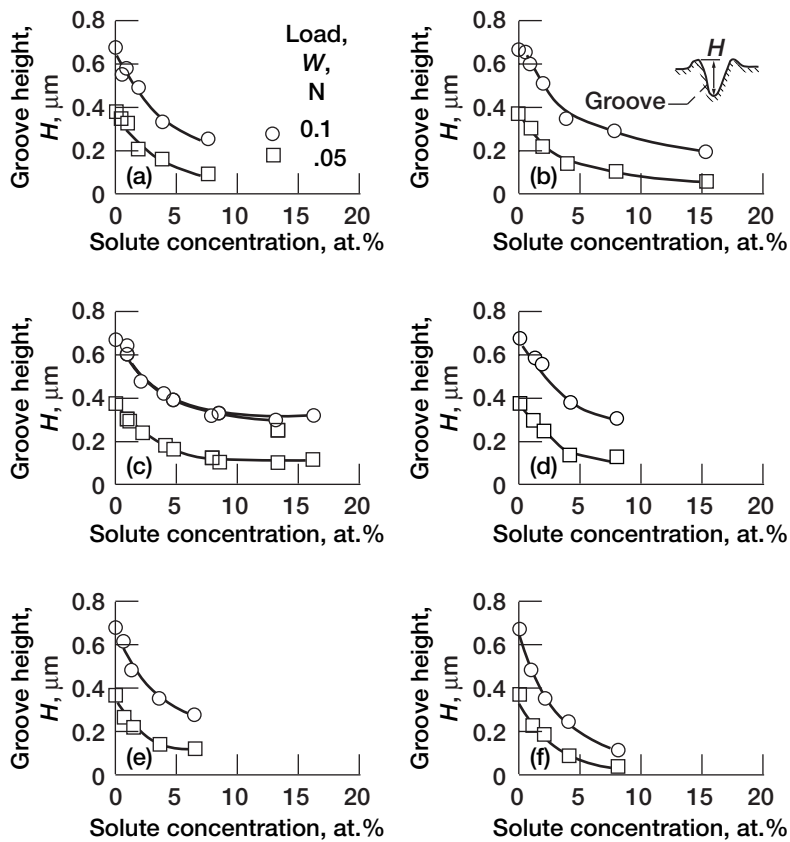 Groove height,
H, μm
0.8
0.6
0.4
0.2
0
(a)
0 5 10 15 20
Solute concentration, at.%
Load,
W,
N
0.1
.05
Groove height,
H, μm
0.8
0.6
0.4
0.2
0
H
Groove
(b)
0 5 10 15 20
Solute concentration, at.%
Groove height,
H, μm
0.8
0.6
0.4
0.2
0
(c)
0 5 10 15 20
Solute concentration, at.%
Groove height,
H, μm
0.8
0.6
0.4
0.2
0
(d)
0 5 10 15 20
Solute concentration, at.%
Groove height,
H, μm
0.8
0.6
0.4
0.2
0
(e)
0 5 10 15 20
Solute concentration, at.%
Groove height,
H, μm
0.8
0.6
0.4
0.2
0
(f)
0 5 10 15 20
Solute concentration, at.%